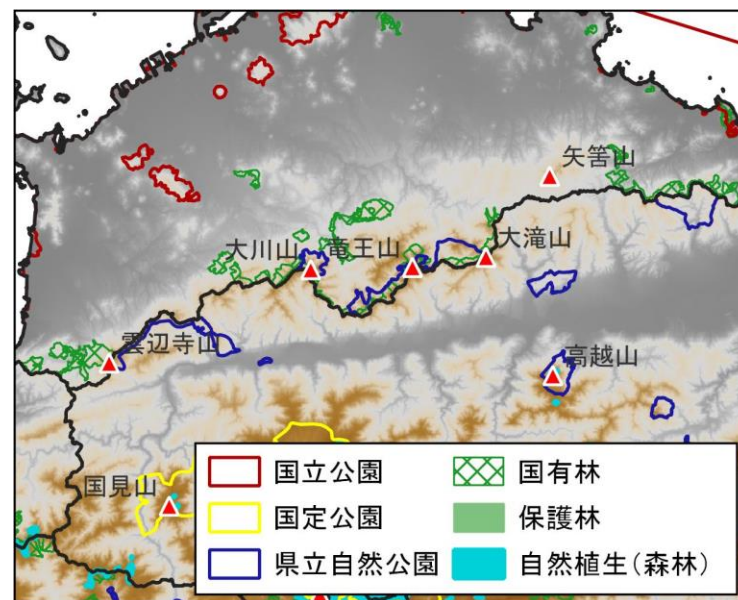 矢筈山
大川山
竜王山
大滝山
雲辺寺山
高越山
国見山
国立公園
国有林
国定公園
保護林
県立自然公園
自然植生(森林)